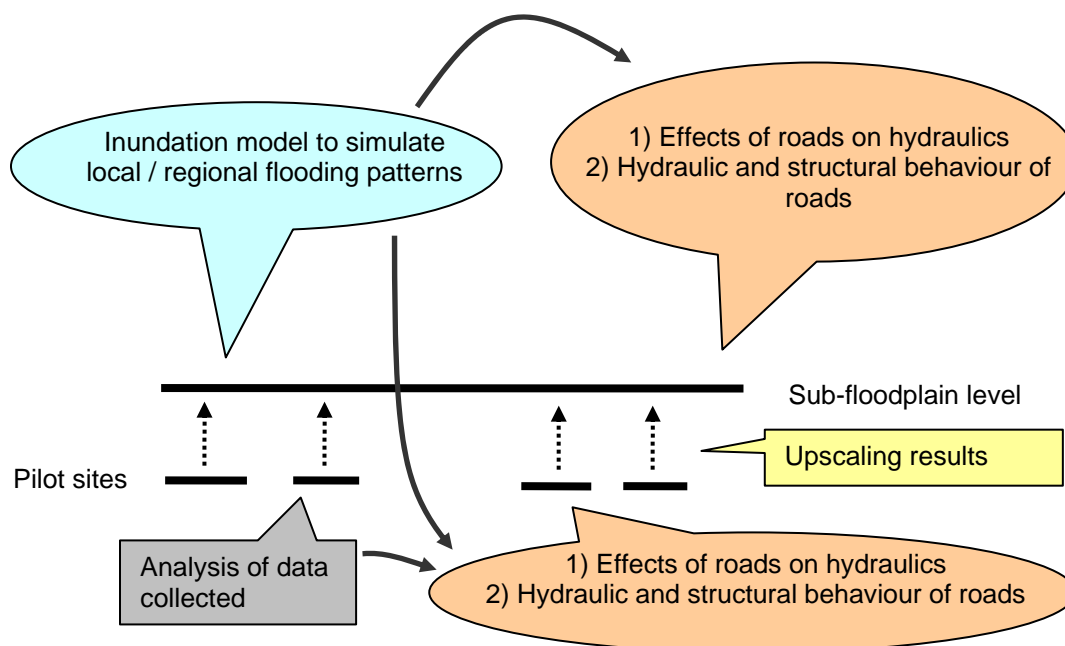 Inundation model to simulate
local / regional flooding patterns
1) Effects of roads on hydraulics
2) Hydraulic and structural behaviour of
roads
Sub-floodplain level
Upscaling results
Pilot sites
Analysis of data
collected
1) Effects of roads on hydraulics
2) Hydraulic and structural behaviour of roads